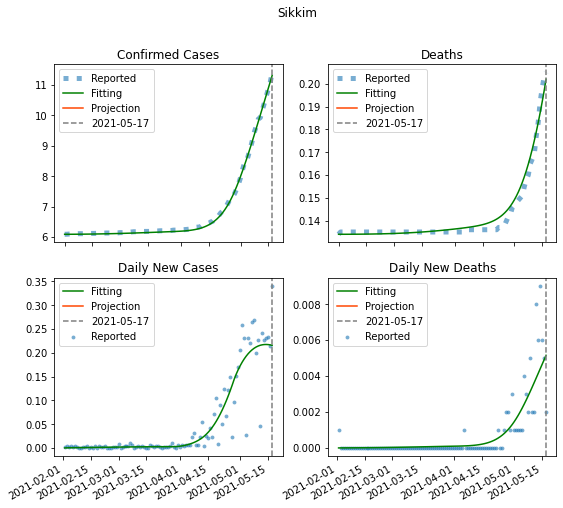 Sikkim
Confirmed Cases
Reported
Fitting
Projection
2021-05-17
11
10
9
8
7
6
Deaths
Reported
Fitting
Projection
2021-05-17
0.20
0.19
0.18
0.17
0.16
0.15
0.14
Daily New Cases
Fitting
Projection
2021-05-17
Reported
0.35
0.30
0.25
0.20
0.15
0.10
0.05
0.00
2021-02-01
2021-02-15
2021-03-01
2021-03-15
2021-04-01
2021-04-15
2021-05-01
2021-05-15
Daily New Deaths
Fitting
Projection
2021-05-17
Reported
0.008
0.006
0.004
0.002
0.000
2021-02-01
2021-02-15
2021-03-01
2021-03-15
2021-04-01
2021-04-15
2021-05-01
2021-05-15